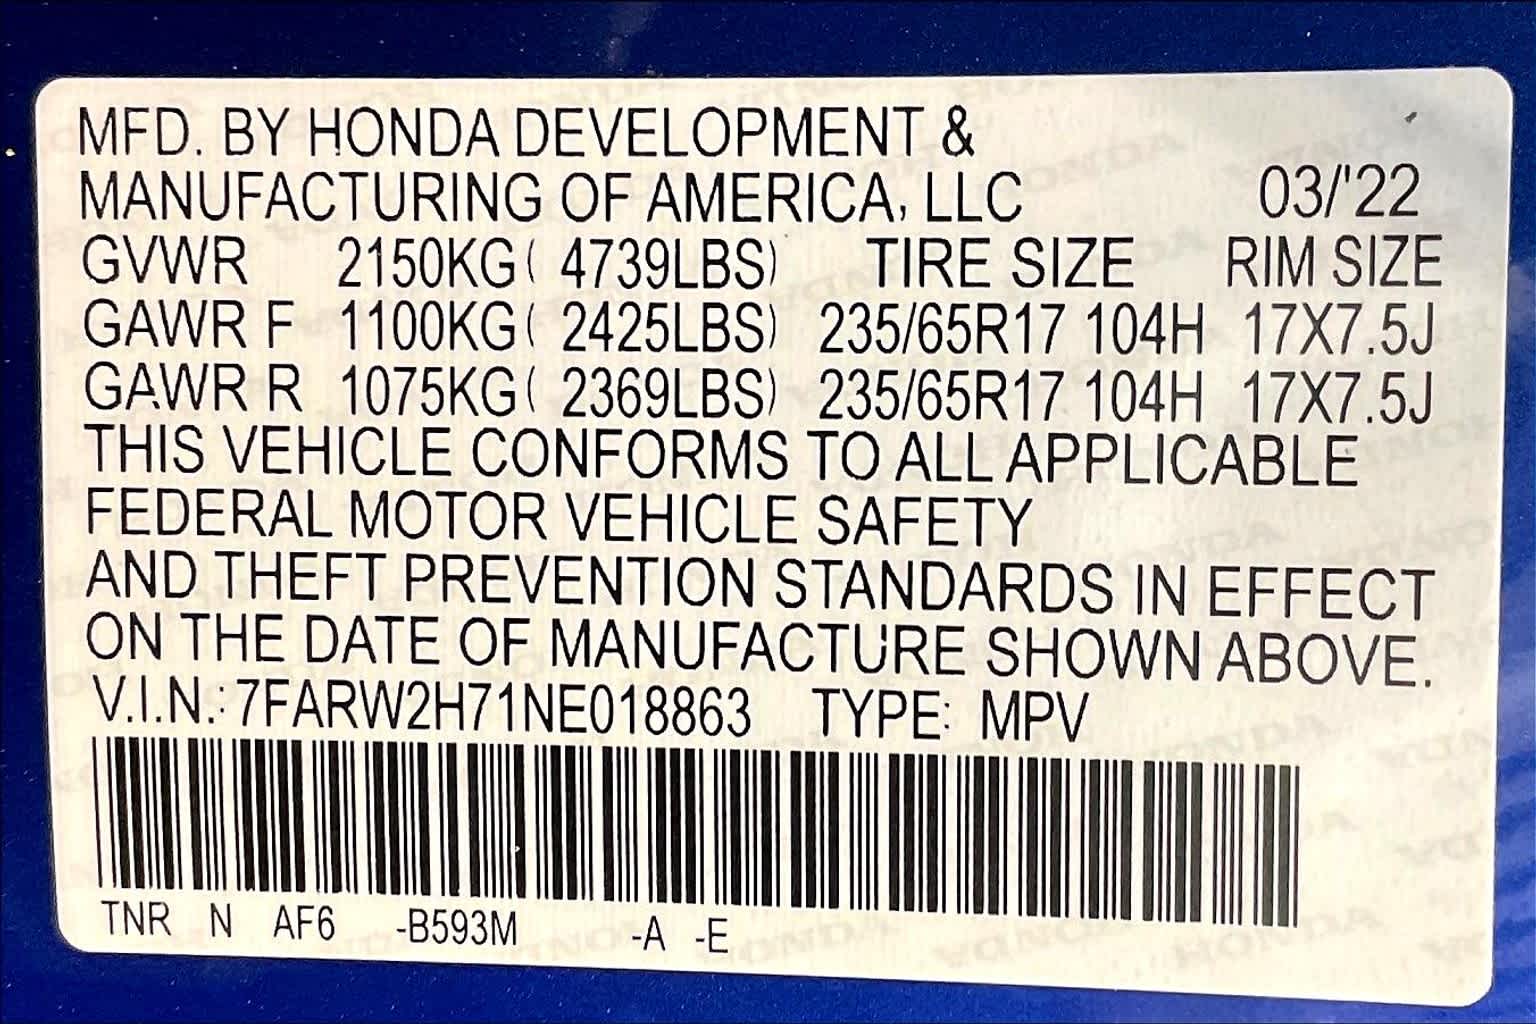 MFD. BY HONDA DEVELOPMENT &
MANUFACTURING OF AMERICA, LLC 03/'22
GVWR 2150KG( 4739LBS) TIRE SIZE RIM SIZE
GAWR F 1100KG( 2425LBS) 235/65R17 104H 17X7.5J
GAWR R 1075KG( 2369LBS) 235/65R17 104H 17X7.5J
THIS VEHICLE CONFORMS TO ALL APPLICABLE
FEDERAL MOTOR VEHICLE SAFETY
AND THEFT PREVENTION STANDARDS IN EFFECT
ON THE DATE OF MANUFACTURE SHOWN ABOVE.
V.I.N.: 7FARW2H71NE018863 TYPE: MPV
TNR N AF6 -B593M -A -E